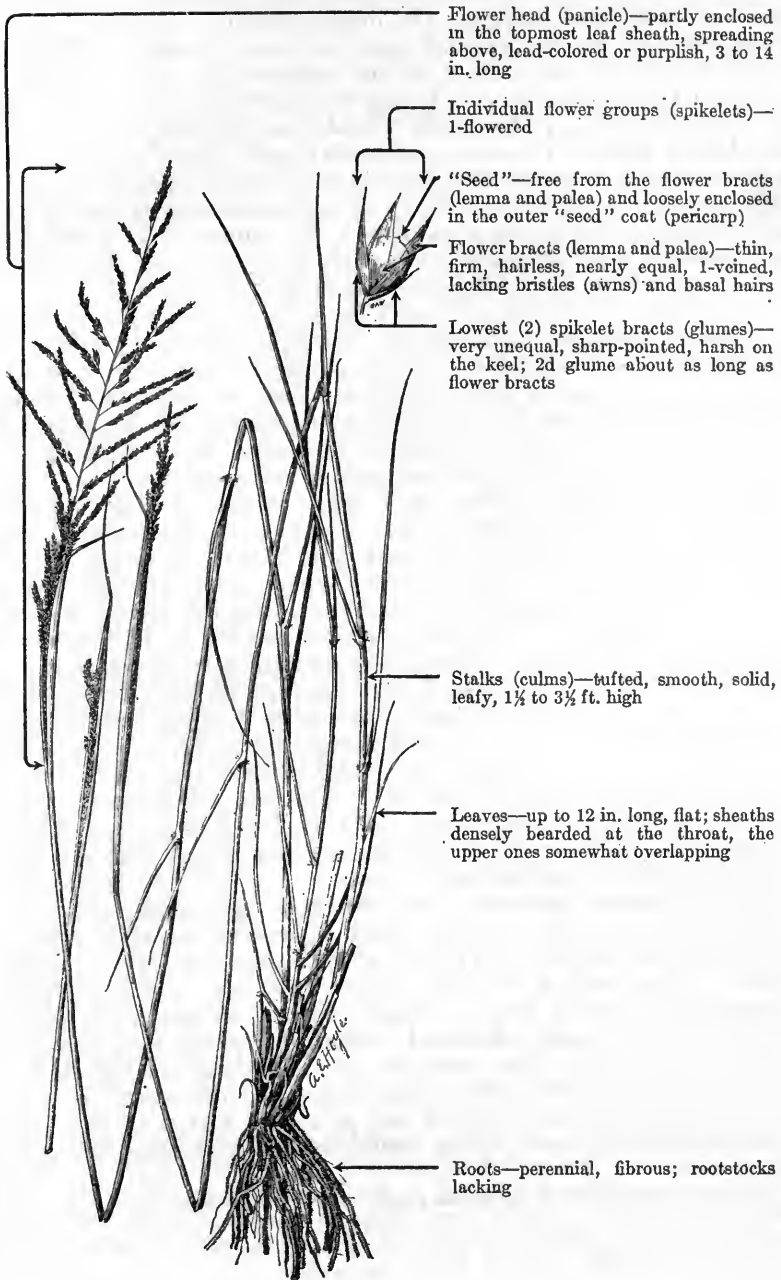 Flower head (panicle)—partly enclosed
in the topmost leaf sheath, spreading
above, lead-colored or purplish, 3 to 14
in. long
Individual flower groups (spikelets)—
1-flowered
"Seed"—free from the flower bracts
(lemma and palea) and loosely enclosed
in the outer "seed" coat (pericarp)
Flower bracts (lemma and palea)—thin,
firm, hairless, nearly equal, 1-veined,
lacking bristles (awns) and basal hairs
Lowest (2) spikelet bracts (glumes)—
very unequal, sharp-pointed, harsh on
the keel; 2d glume about as long as
flower bracts
Stalks (culms)—tufted, smooth, solid,
leafy, 1½ to 3½ ft. high
Leaves—up to 12 in. long, flat; sheaths
densely bearded at the throat, the
upper ones somewhat overlapping
A.E.Hoyle.
Roots—perennial, fibrous; rootstocks
lacking